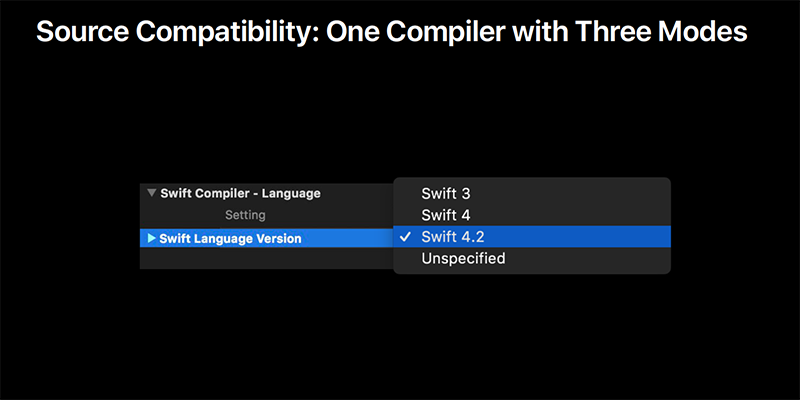 Source Compatibility: One Compiler with Three Modes
Swift Compiler - Language
Setting
Swift Language Version
Swift 3
Swift 4
Swift 4.2
Unspecified